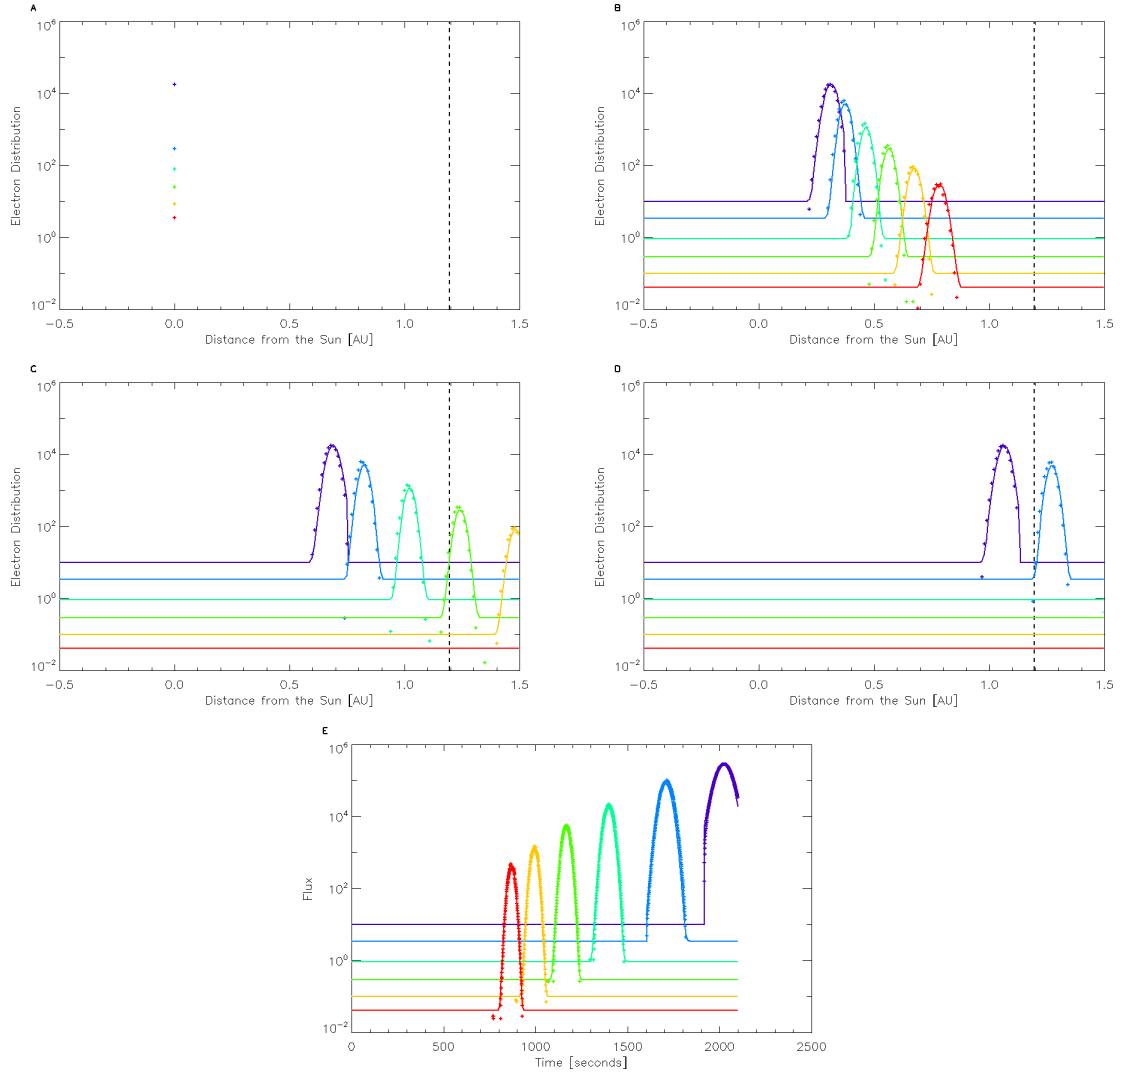 A
10^6
10^4
10^2
10^0
10^-2
Electron Distribution
-0.5 0.0 0.5 1.0 1.5
Distance from the Sun [AU]
B
10^6
10^4
10^2
10^0
10^-2
Electron Distribution
-0.5 0.0 0.5 1.0 1.5
Distance from the Sun [AU]
C
10^6
10^4
10^2
10^0
10^-2
Electron Distribution
-0.5 0.0 0.5 1.0 1.5
Distance from the Sun [AU]
D
10^6
10^4
10^2
10^0
10^-2
Electron Distribution
-0.5 0.0 0.5 1.0 1.5
Distance from the Sun [AU]
E
10^6
10^4
10^2
10^0
10^-2
Flux
0 500 1000 1500 2000 2500
Time [seconds]